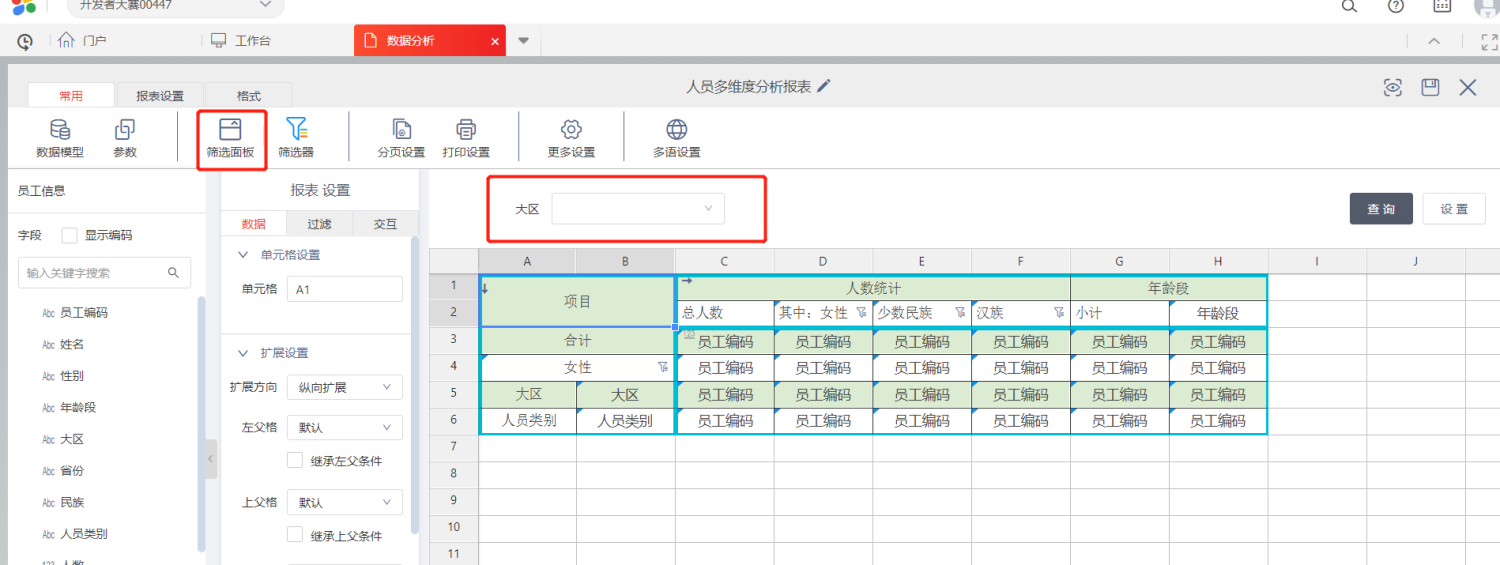 开发者大赛00447
门户
工作台
数据分析
常用
报表设置
格式
人员多维度分析报表
数据模型
参数
筛选面板
筛选器
分页设置
打印设置
更多设置
多语设置
员工信息
字段
显示编码
输入关键字搜索
Abc 员工编码
Abc 姓名
Abc 性别
Abc 年龄段
Abc 大区
Abc 省份
Abc 民族
Abc 人员类别
123 人数
报表 设置
数据
过滤
交互
单元格设置
单元格
A1
扩展设置
扩展方向
纵向扩展
左父格
默认
继承左父条件
上父格
默认
继承上父条件
大区
查询
设置
A B C D E F G H I J
1 项目 人数统计 年龄段
2 总人数 其中：女性 少数民族 汉族 小计 年龄段
3 合计 员工编码 员工编码 员工编码 员工编码 员工编码 员工编码
4 女性 员工编码 员工编码 员工编码 员工编码 员工编码 员工编码
5 大区 大区 员工编码 员工编码 员工编码 员工编码 员工编码 员工编码
6 人员类别 人员类别 员工编码 员工编码 员工编码 员工编码 员工编码 员工编码
7
8
9
10
11